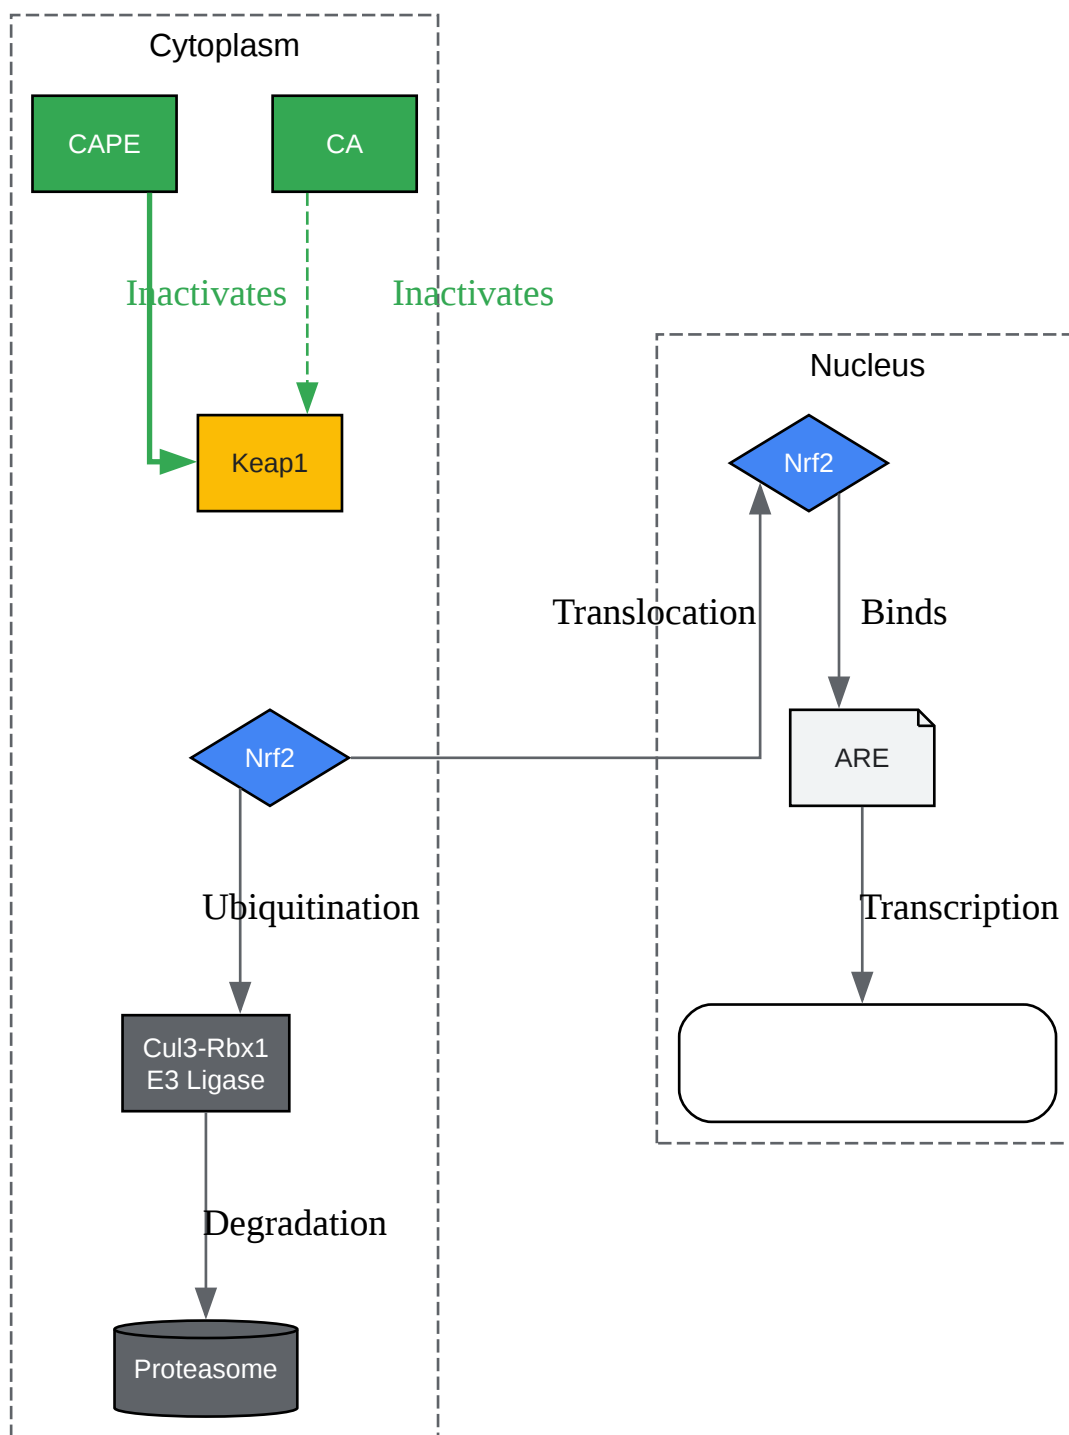 Cytoplasm
CAPE
CA
Inactivates
Inactivates
Keap1
Nucleus
Nrf2
Translocation
Binds
Nrf2
ARE
Ubiquitination
Transcription
Cul3-Rbx1
E3 Ligase
Degradation
Proteasome